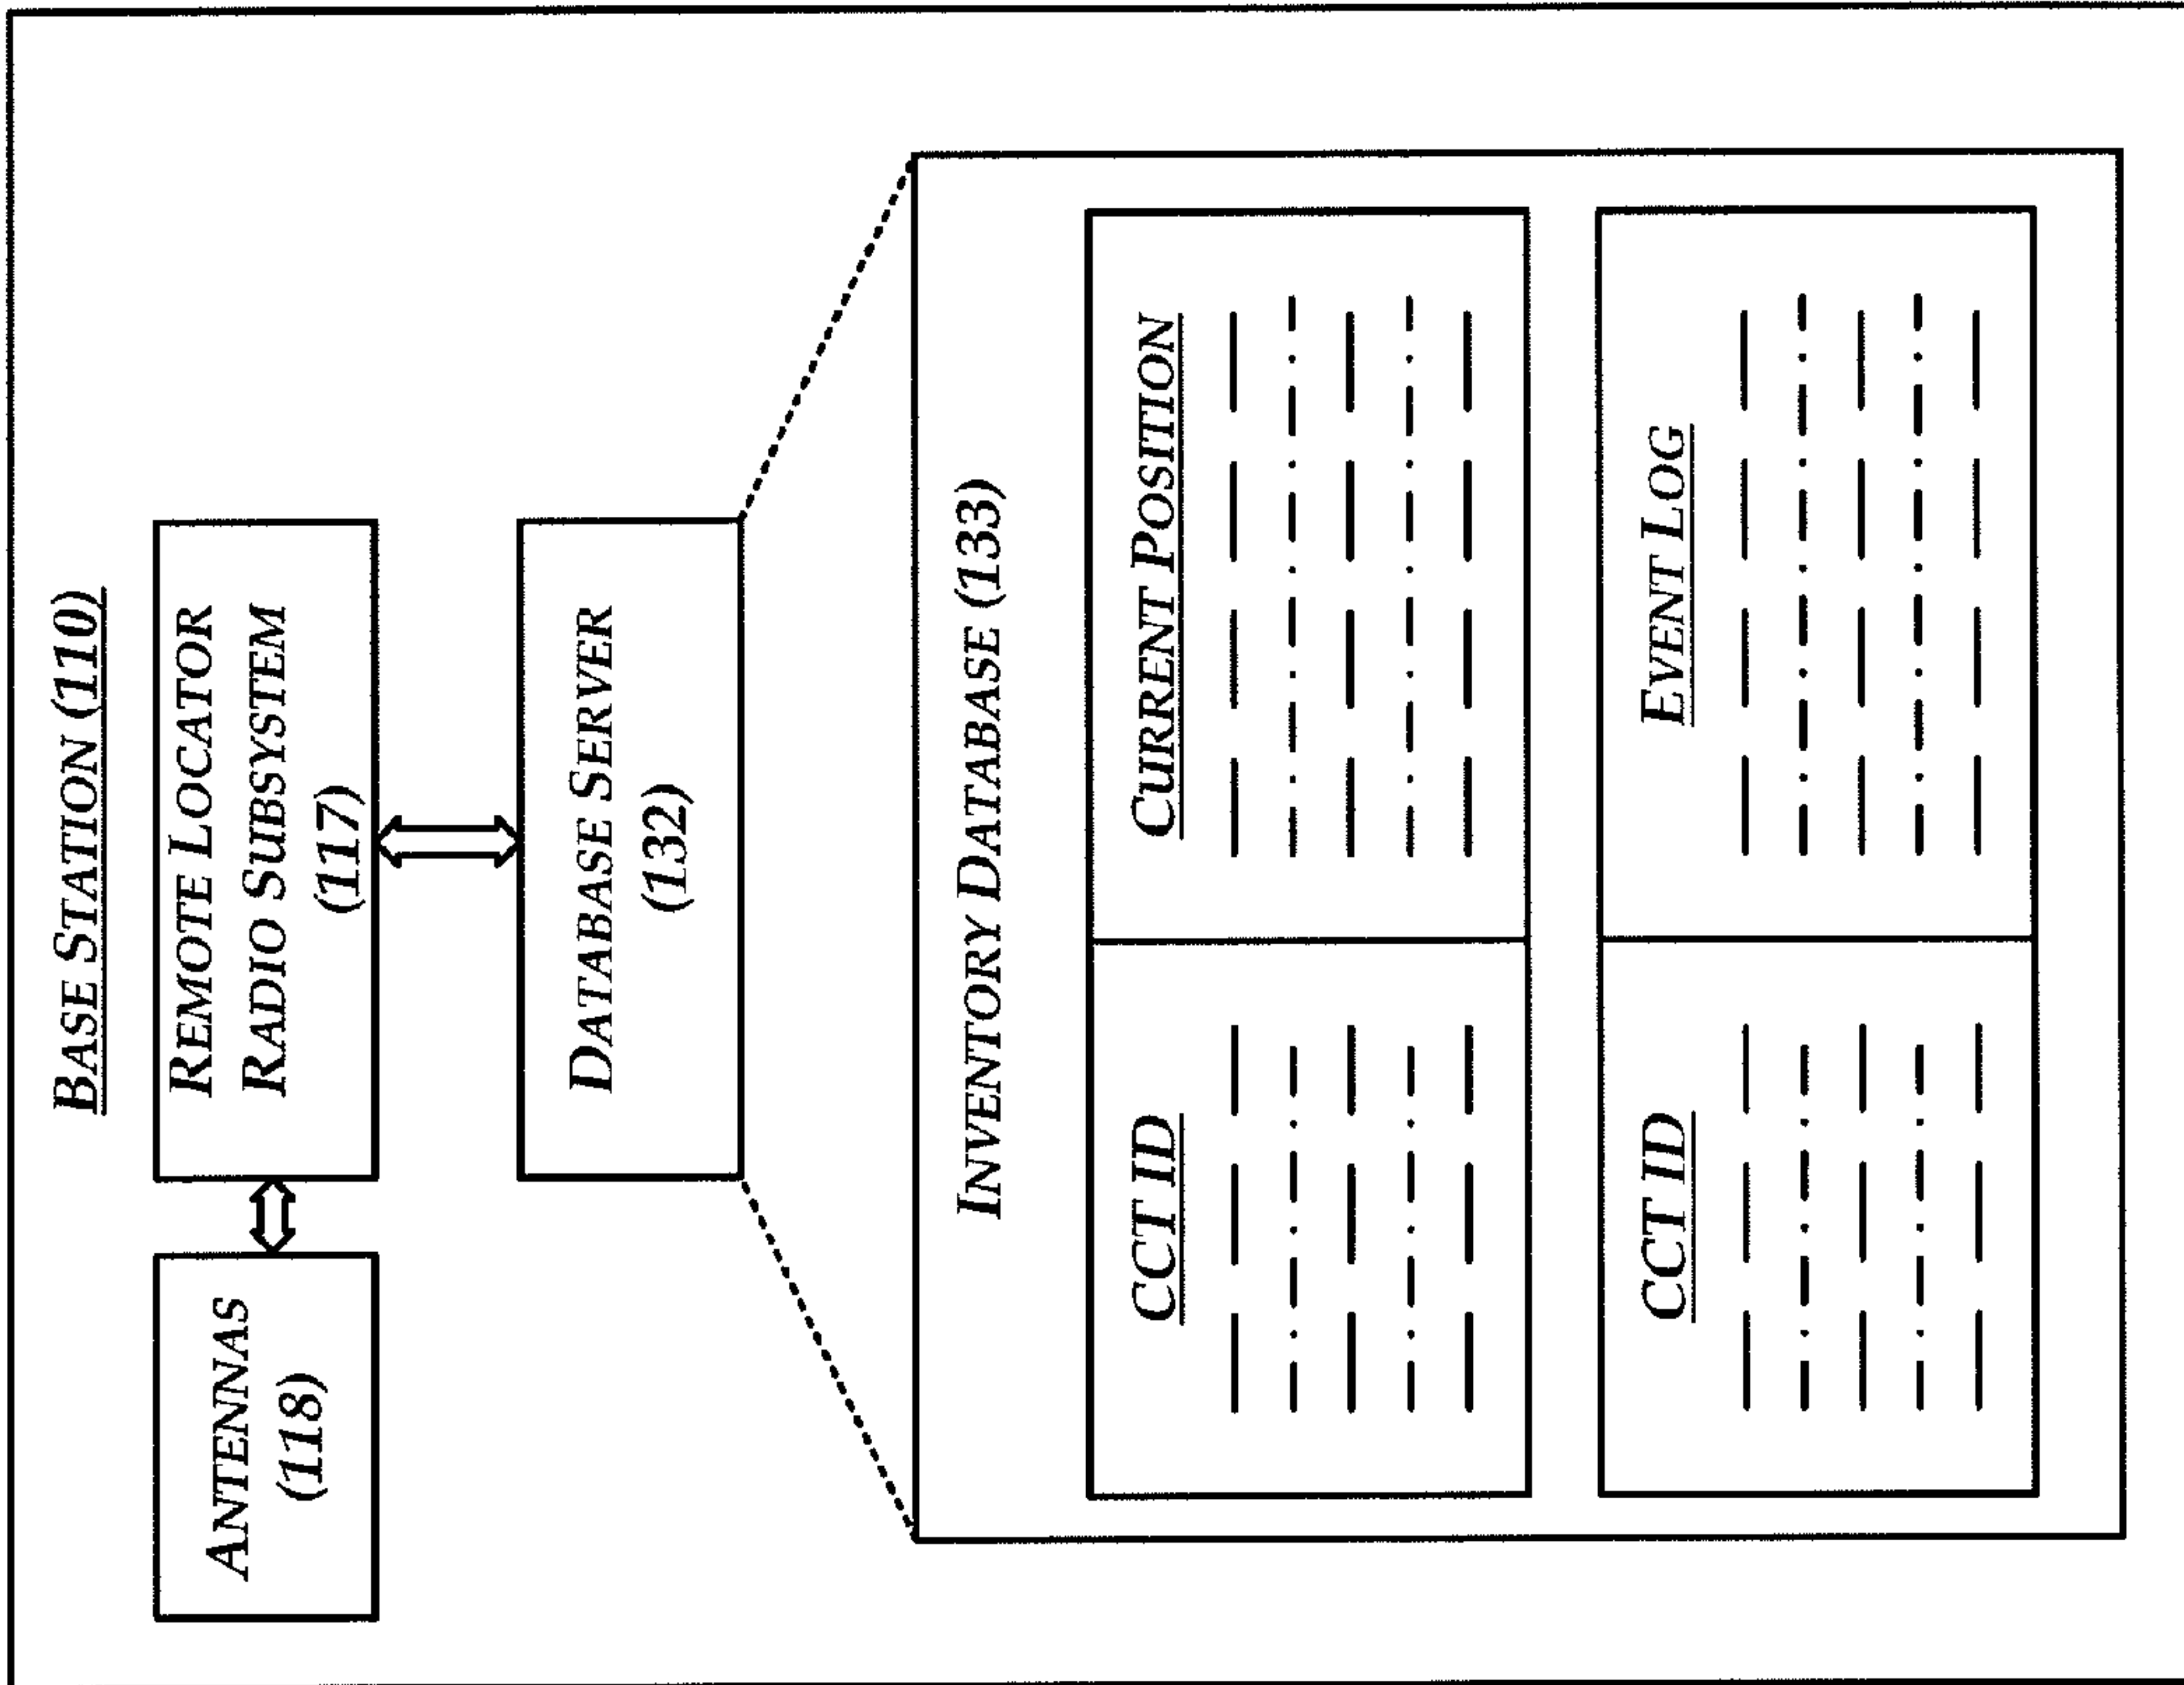 BASE STATION (110)
ANTENNAS
(118)
REMOTE LOCATOR
RADIO SUBSYSTEM
(117)
DATABASE SERVER
(132)
INVENTORY DATABASE (133)
CCT ID
CURRENT POSITION
CCT ID
EVENT LOG